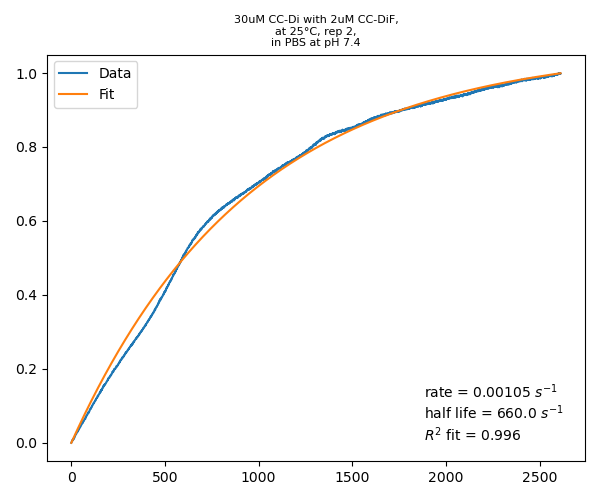 30uM CC-Di with 2uM CC-DiF,
at 25°C, rep 2,
in PBS at pH 7.4
1.0
Data
Fit
0.8
0.6
0.4
0.2
0.0
rate = 0.00105 s⁻¹
half life = 660.0 s⁻¹
R² fit = 0.996
0 500 1000 1500 2000 2500